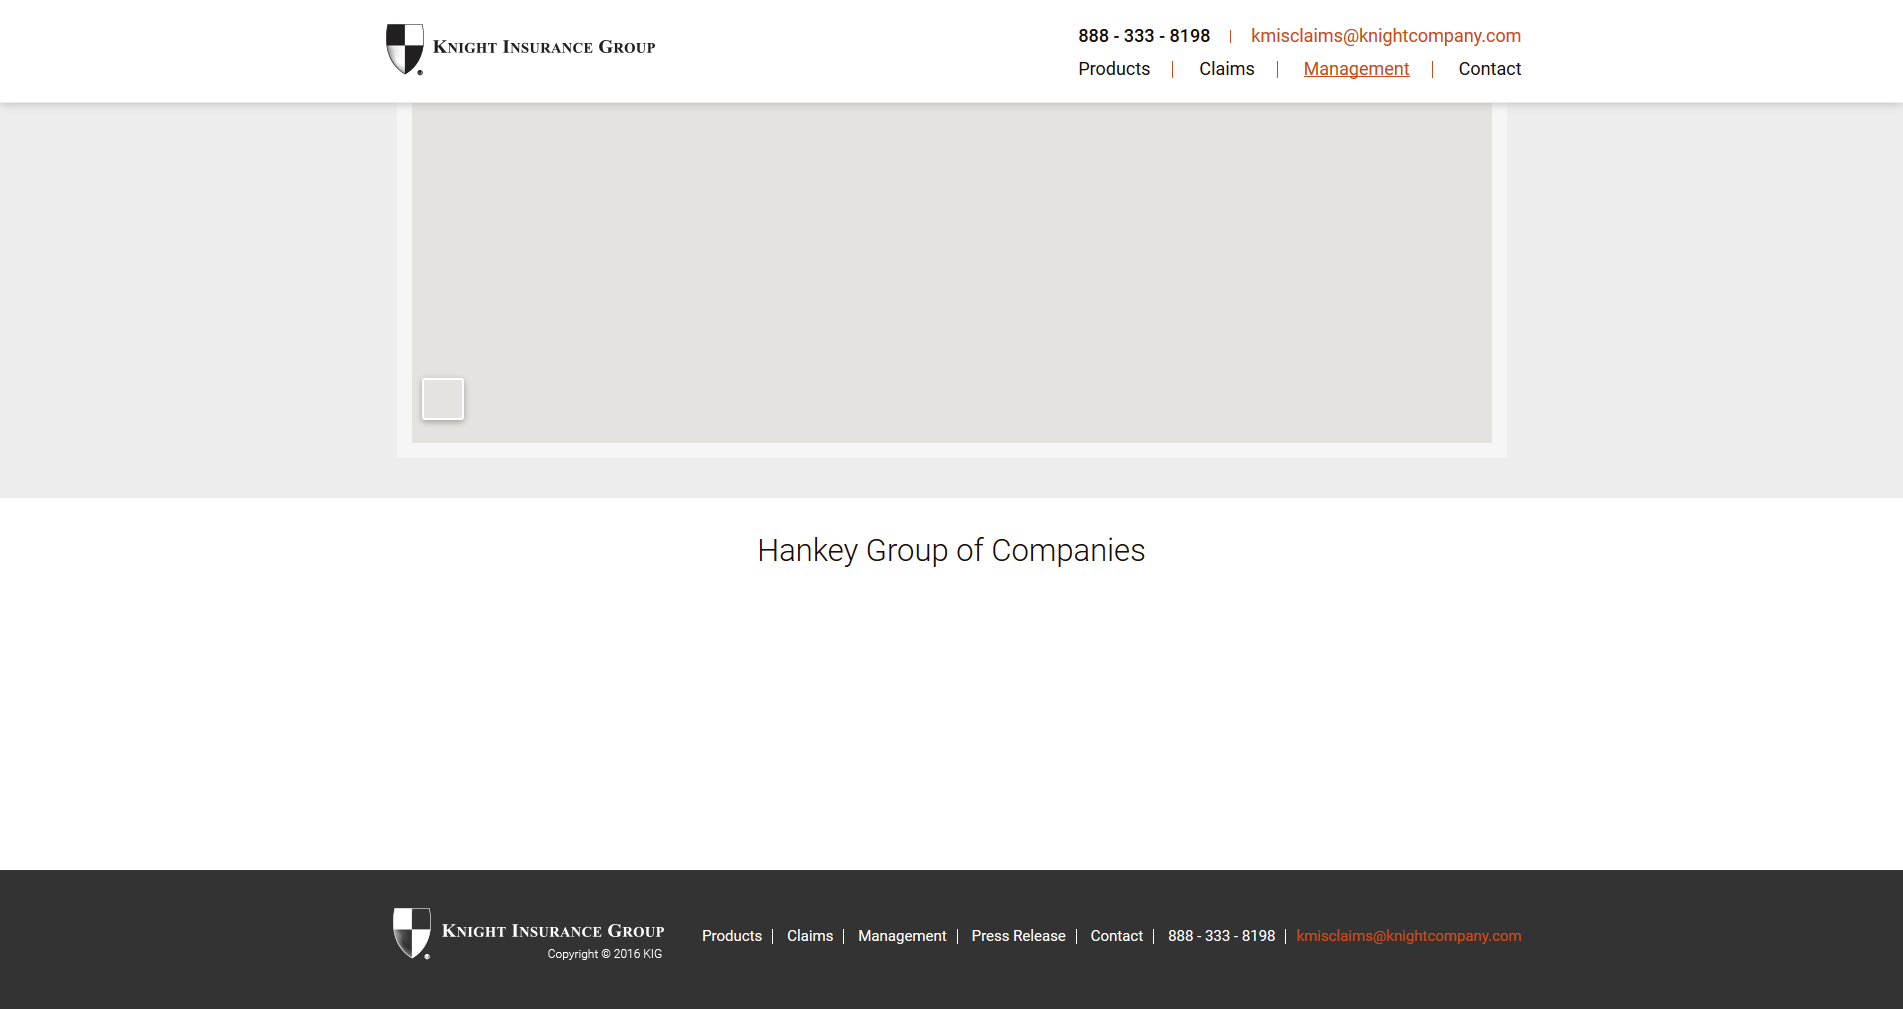 KNIGHT INSURANCE GROUP
888 - 333 - 8198 | kmisclaims@knightcompany.com
Products | Claims | Management | Contact
Hankey Group of Companies
KNIGHT INSURANCE GROUP
Copyright © 2016 KIG
Products | Claims | Management | Press Release | Contact | 888 - 333 - 8198 | kmisclaims@knightcompany.com